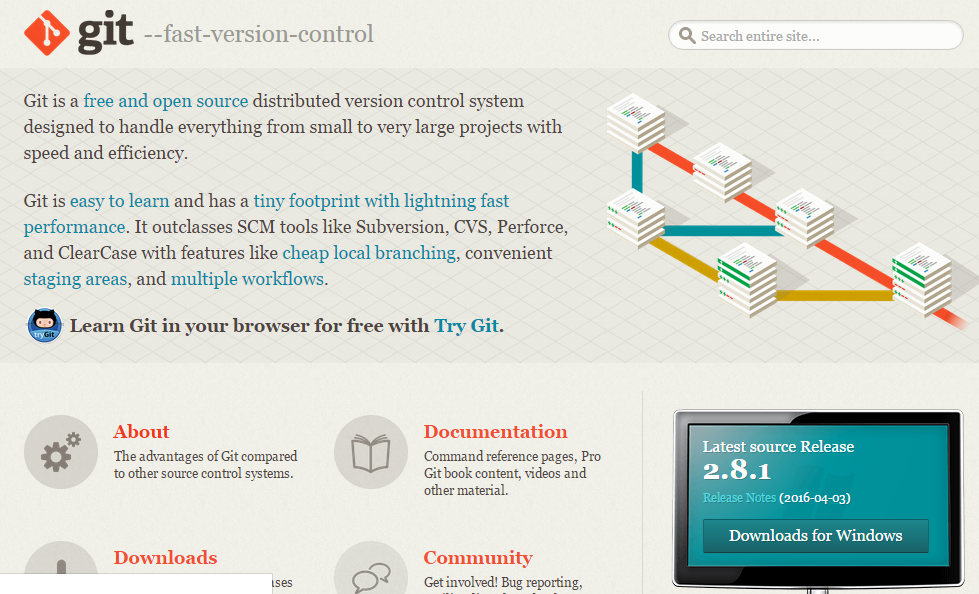 git --fast-version-control
Search entire site...
Git is a free and open source distributed version control system
designed to handle everything from small to very large projects with
speed and efficiency.
Git is easy to learn and has a tiny footprint with lightning fast
performance. It outclasses SCM tools like Subversion, CVS, Perforce,
and ClearCase with features like cheap local branching, convenient
staging areas, and multiple workflows.
tryGit
Learn Git in your browser for free with Try Git.
About
The advantages of Git compared
to other source control systems.
Documentation
Command reference pages, Pro
Git book content, videos and
other material.
Downloads
Community
Get involved! Bug reporting,
Latest source Release
2.8.1
Release Notes (2016-04-03)
Downloads for Windows